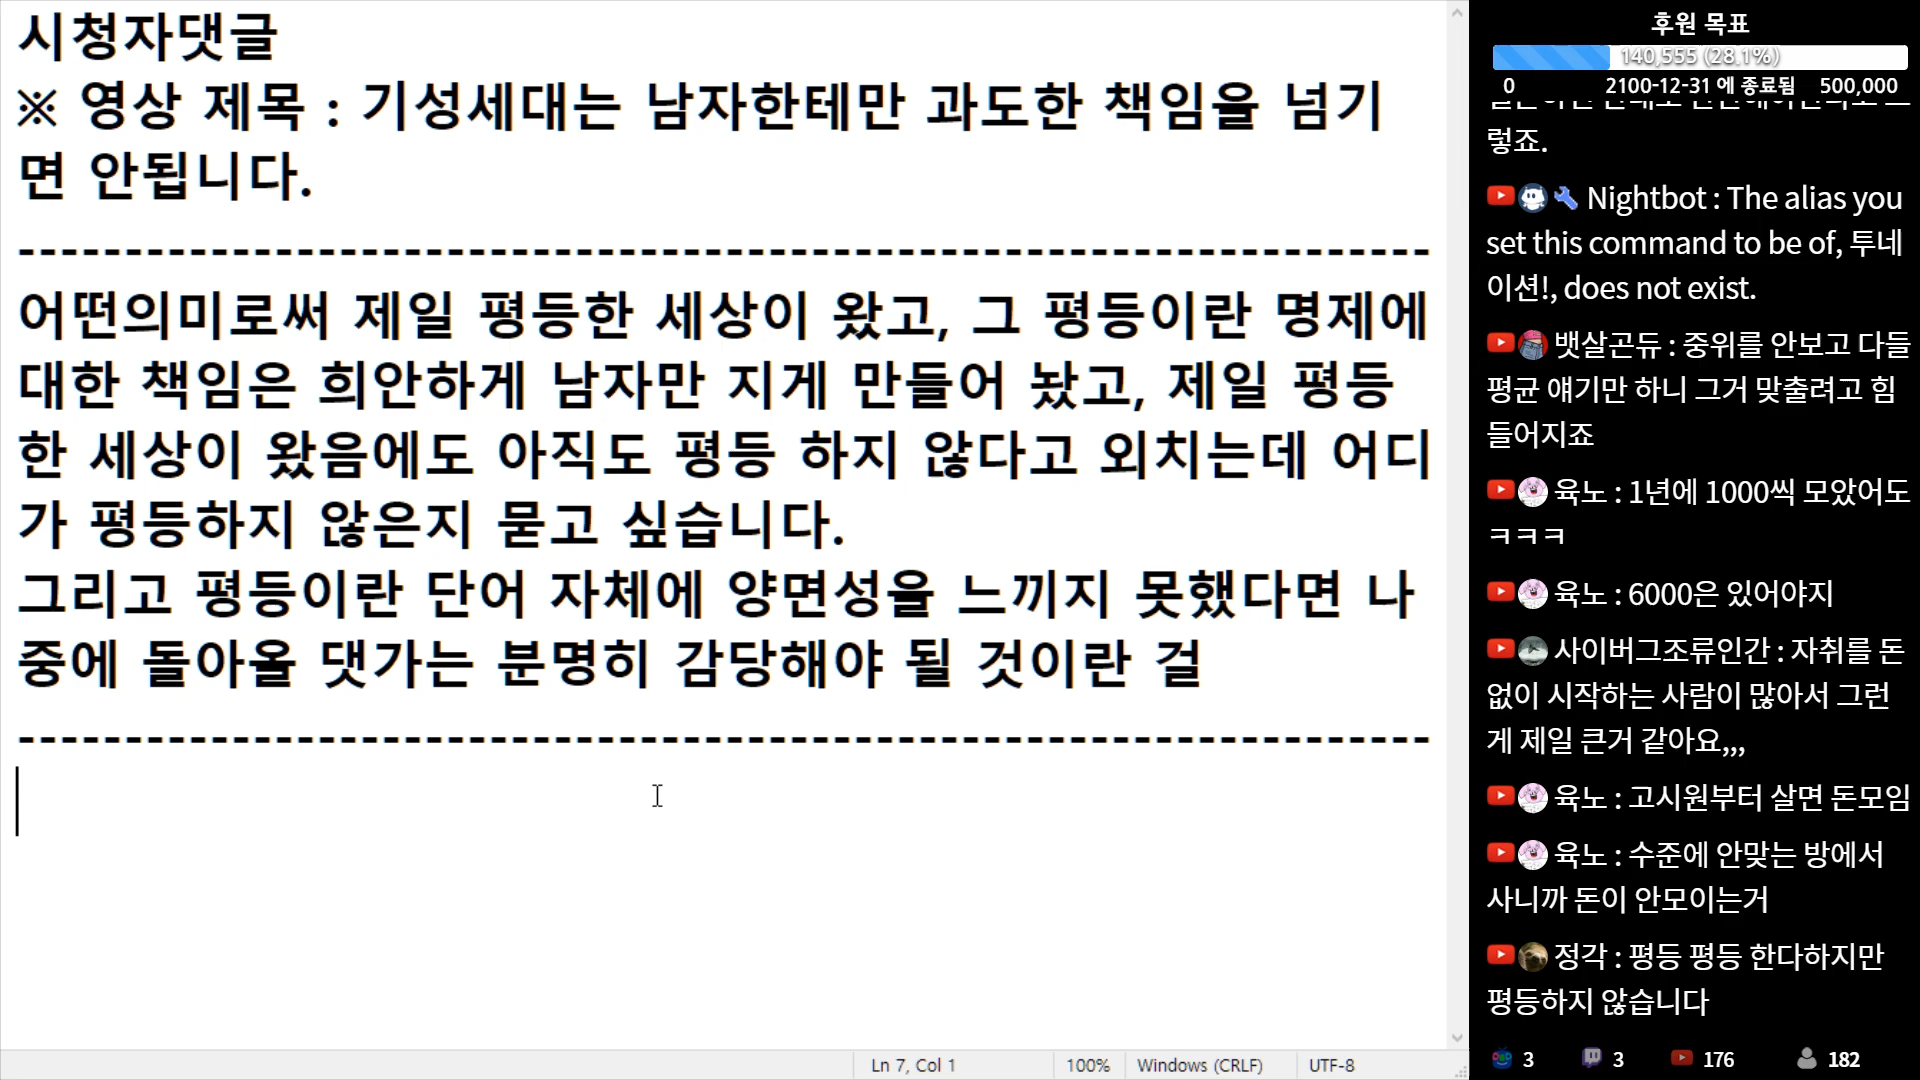 시청자댓글
※ 영상 제목 : 기성세대는 남자한테만 과도한 책임을 넘기
면 안됩니다.
--------------------------------------------------------------------
어떤의미로써 제일 평등한 세상이 왔고, 그 평등이란 명제에
대한 책임은 희안하게 남자만 지게 만들어 놨고, 제일 평등
한 세상이 왔음에도 아직도 평등 하지 않다고 외치는데 어디
가 평등하지 않은지 묻고 싶습니다.
그리고 평등이란 단어 자체에 양면성을 느끼지 못했다면 나
중에 돌아올 댓가는 분명히 감당해야 될 것이란 걸
--------------------------------------------------------------------
Ln 7, Col 1 100% Windows (CRLF) UTF-8
후원 목표
140,555 (28.1%)
0 2100-12-31 에 종료됨 500,000
렇죠.
Nightbot : The alias you
set this command to be of, 투네
이션!, does not exist.
뱃살곤듀 : 중위를 안보고 다들
평균 얘기만 하니 그거 맞출려고 힘
들어지죠
육노 : 1년에 1000씩 모았어도
ㅋㅋㅋ
육노 : 6000은 있어야지
사이버그조류인간 : 자취를 돈
없이 시작하는 사람이 많아서 그런
게 제일 큰거 같아요,,,
육노 : 고시원부터 살면 돈모임
육노 : 수준에 안맞는 방에서
사니까 돈이 안모이는거
정각 : 평등 평등 한다하지만
평등하지 않습니다
3 3 176 182